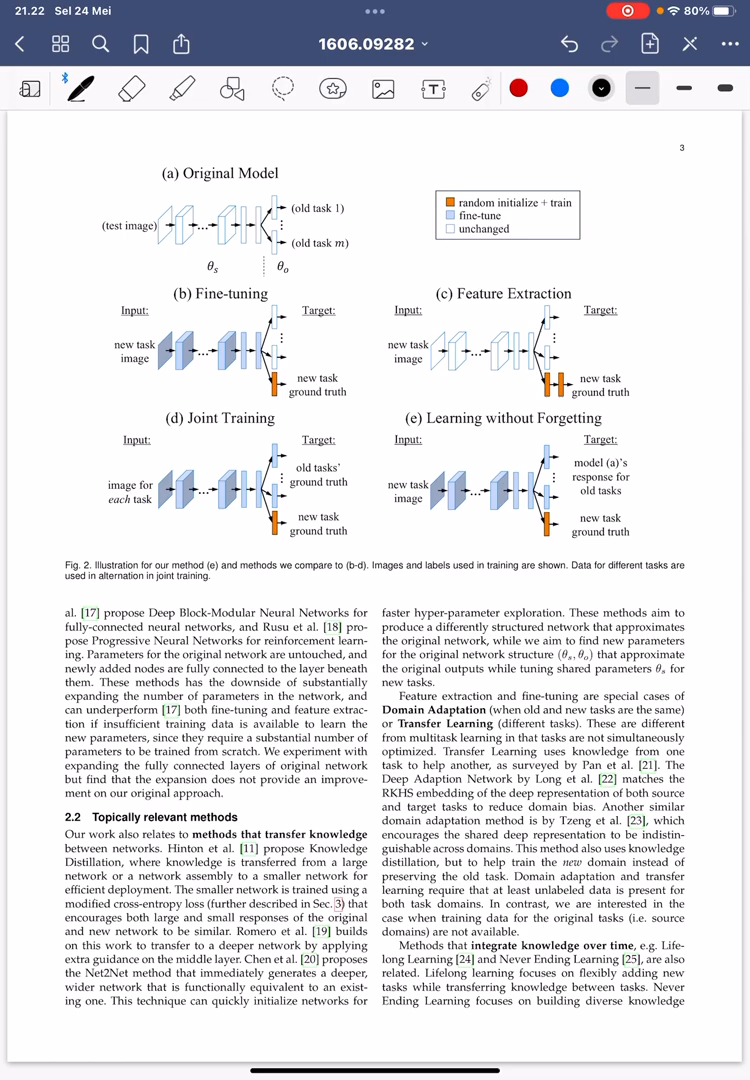 21.22 Sel 24 Mei
80%
1606.09282
3
(a) Original Model
(test image)
(old task 1)
(old task m)
θs
θo
random initialize + train
fine-tune
unchanged
(b) Fine-tuning
Input:
Target:
new task
image
new task
ground truth
(c) Feature Extraction
Input:
Target:
new task
image
new task
ground truth
(d) Joint Training
Input:
Target:
image for
each task
old tasks'
ground truth
new task
ground truth
(e) Learning without Forgetting
Input:
Target:
new task
image
model (a)'s
response for
old tasks
new task
ground truth
Fig. 2. Illustration for our method (e) and methods we compare to (b-d). Images and labels used in training are shown. Data for different tasks are
used in alternation in joint training.
al. [17] propose Deep Block-Modular Neural Networks for
fully-connected neural networks, and Rusu et al. [18] pro-
pose Progressive Neural Networks for reinforcement learn-
ing. Parameters for the original network are untouched, and
newly added nodes are fully connected to the layer beneath
them. These methods has the downside of substantially
expanding the number of parameters in the network, and
can underperform [17] both fine-tuning and feature extrac-
tion if insufficient training data is available to learn the
new parameters, since they require a substantial number of
parameters to be trained from scratch. We experiment with
expanding the fully connected layers of original network
but find that the expansion does not provide an improve-
ment on our original approach.
2.2 Topically relevant methods
Our work also relates to methods that transfer knowledge
between networks. Hinton et al. [11] propose Knowledge
Distillation, where knowledge is transferred from a large
network or a network assembly to a smaller network for
efficient deployment. The smaller network is trained using a
modified cross-entropy loss (further described in Sec. 3) that
encourages both large and small responses of the original
and new network to be similar. Romero et al. [19] builds
on this work to transfer to a deeper network by applying
extra guidance on the middle layer. Chen et al. [20] proposes
the Net2Net method that immediately generates a deeper,
wider network that is functionally equivalent to an exist-
ing one. This technique can quickly initialize networks for
faster hyper-parameter exploration. These methods aim to
produce a differently structured network that approximates
the original network, while we aim to find new parameters
for the original network structure (θs, θo) that approximate
the original outputs while tuning shared parameters θs for
new tasks.
Feature extraction and fine-tuning are special cases of
Domain Adaptation (when old and new tasks are the same)
or Transfer Learning (different tasks). These are different
from multitask learning in that tasks are not simultaneously
optimized. Transfer Learning uses knowledge from one
task to help another, as surveyed by Pan et al. [21]. The
Deep Adaption Network by Long et al. [22] matches the
RKHS embedding of the deep representation of both source
and target tasks to reduce domain bias. Another similar
domain adaptation method is by Tzeng et al. [23], which
encourages the shared deep representation to be indistin-
guishable across domains. This method also uses knowledge
distillation, but to help train the new domain instead of
preserving the old task. Domain adaptation and transfer
learning require that at least unlabeled data is present for
both task domains. In contrast, we are interested in the
case when training data for the original tasks (i.e. source
domains) are not available.
Methods that integrate knowledge over time, e.g. Life-
long Learning [24] and Never Ending Learning [25], are also
related. Lifelong learning focuses on flexibly adding new
tasks while transferring knowledge between tasks. Never
Ending Learning focuses on building diverse knowledge